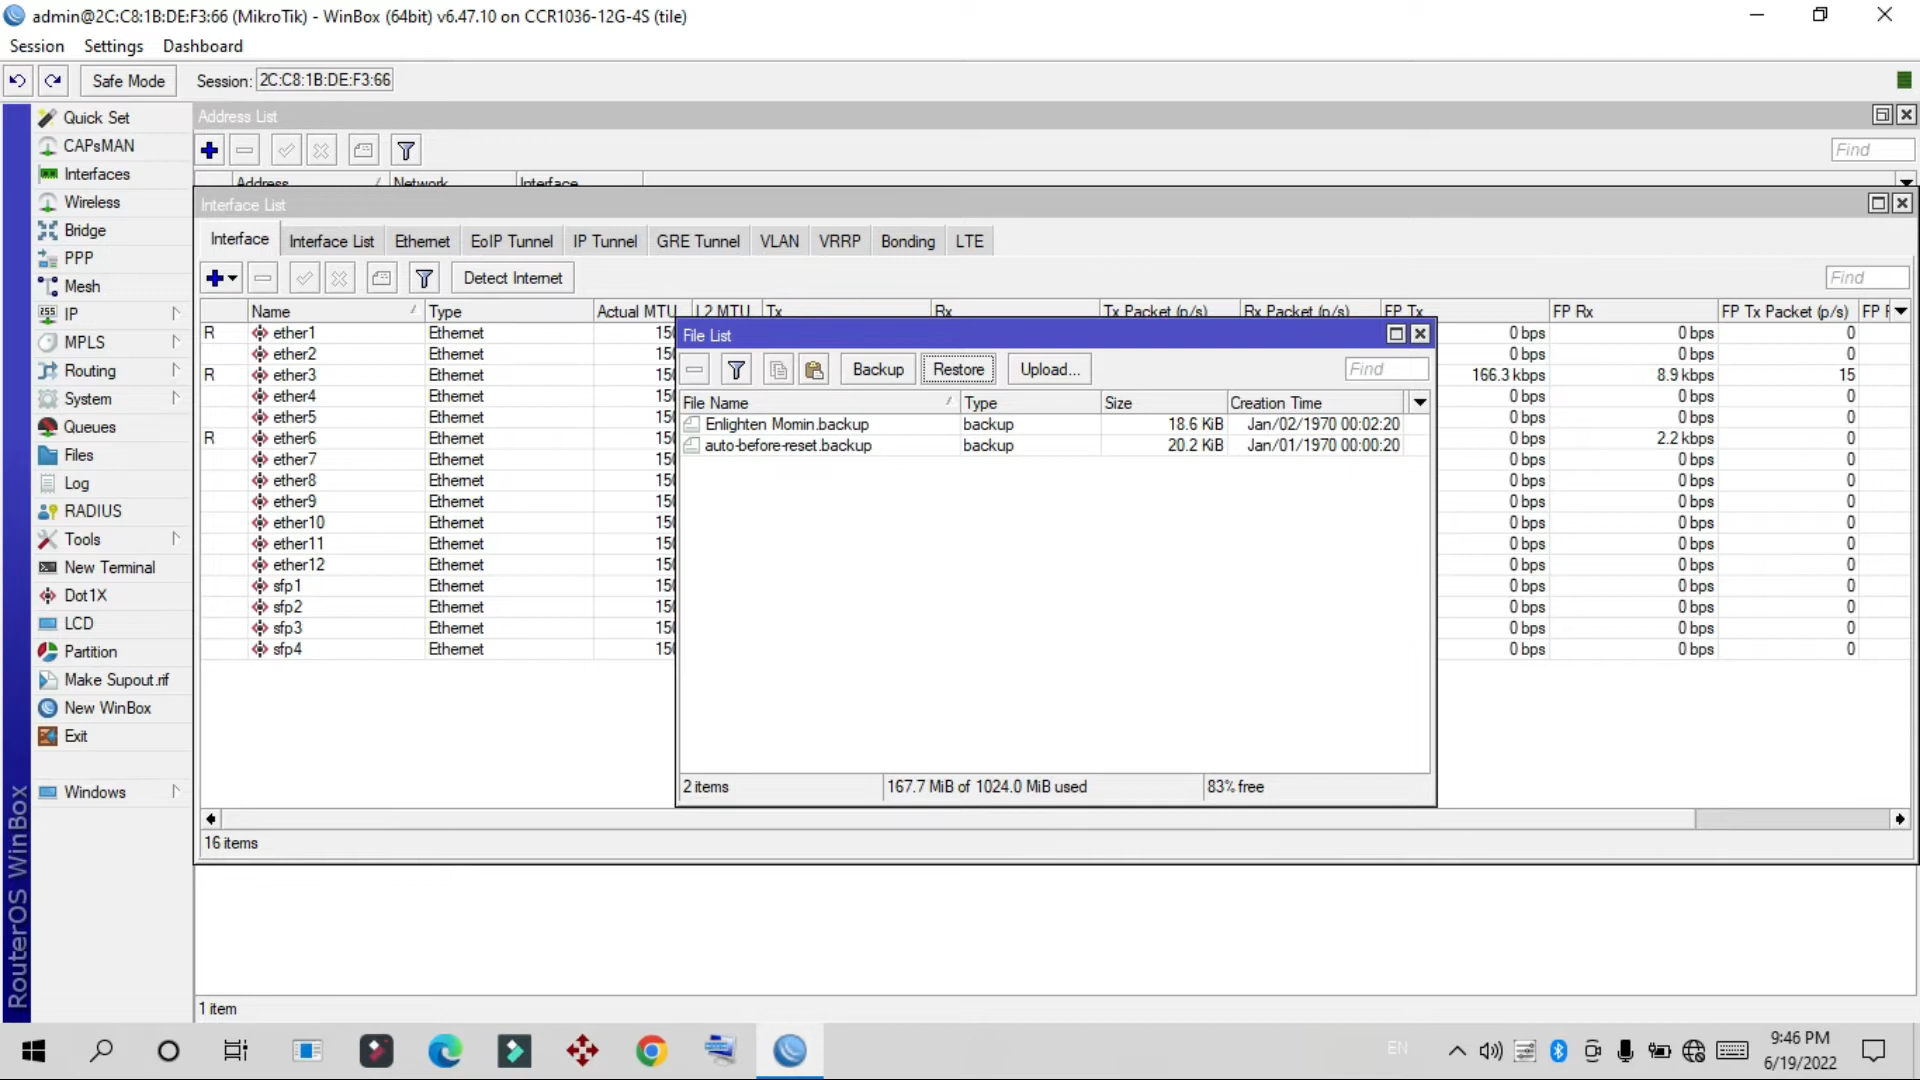 admin@2C:C8:1B:DE:F3:66 (MikroTik) - WinBox (64bit) v6.47.10 on CCR1036-12G-4S (tile)
Session Settings Dashboard
Safe Mode Session: 2C:C8:1B:DE:F3:66
Quick Set
CAPsMAN
Interfaces
Wireless
Bridge
PPP
Mesh
IP
MPLS
Routing
System
Queues
Files
Log
RADIUS
Tools
New Terminal
Dot1X
LCD
Partition
Make Supout.rif
New WinBox
Exit
Windows
RouterOS WinBox
Address List
Find
Address Network Interface
Interface List
Interface Interface List Ethernet EoIP Tunnel IP Tunnel GRE Tunnel VLAN VRRP Bonding LTE
Detect Internet Find
Name Type Actual MTU L2 MTU Tx Rx Tx Packet (p/s) Rx Packet (p/s) FP Tx FP Rx FP Tx Packet (p/s) FP
R ether1 Ethernet 0 bps 0 bps 0
ether2 Ethernet 0 bps 0 bps 0
R ether3 Ethernet 166.3 kbps 8.9 kbps 15
ether4 Ethernet 0 bps 0 bps 0
ether5 Ethernet 0 bps 0 bps 0
R ether6 Ethernet 0 bps 2.2 kbps 0
ether7 Ethernet 0 bps 0 bps 0
ether8 Ethernet 0 bps 0 bps 0
ether9 Ethernet 0 bps 0 bps 0
ether10 Ethernet 0 bps 0 bps 0
ether11 Ethernet 0 bps 0 bps 0
ether12 Ethernet 0 bps 0 bps 0
sfp1 Ethernet 0 bps 0 bps 0
sfp2 Ethernet 0 bps 0 bps 0
sfp3 Ethernet 0 bps 0 bps 0
sfp4 Ethernet 0 bps 0 bps 0
File List
Backup Restore Upload... Find
File Name Type Size Creation Time
Enlighten Momin.backup backup 18.6 KiB Jan/02/1970 00:02:20
auto-before-reset.backup backup 20.2 KiB Jan/01/1970 00:00:20
2 items 167.7 MiB of 1024.0 MiB used 83% free
16 items
1 item
EN
9:46 PM
6/19/2022